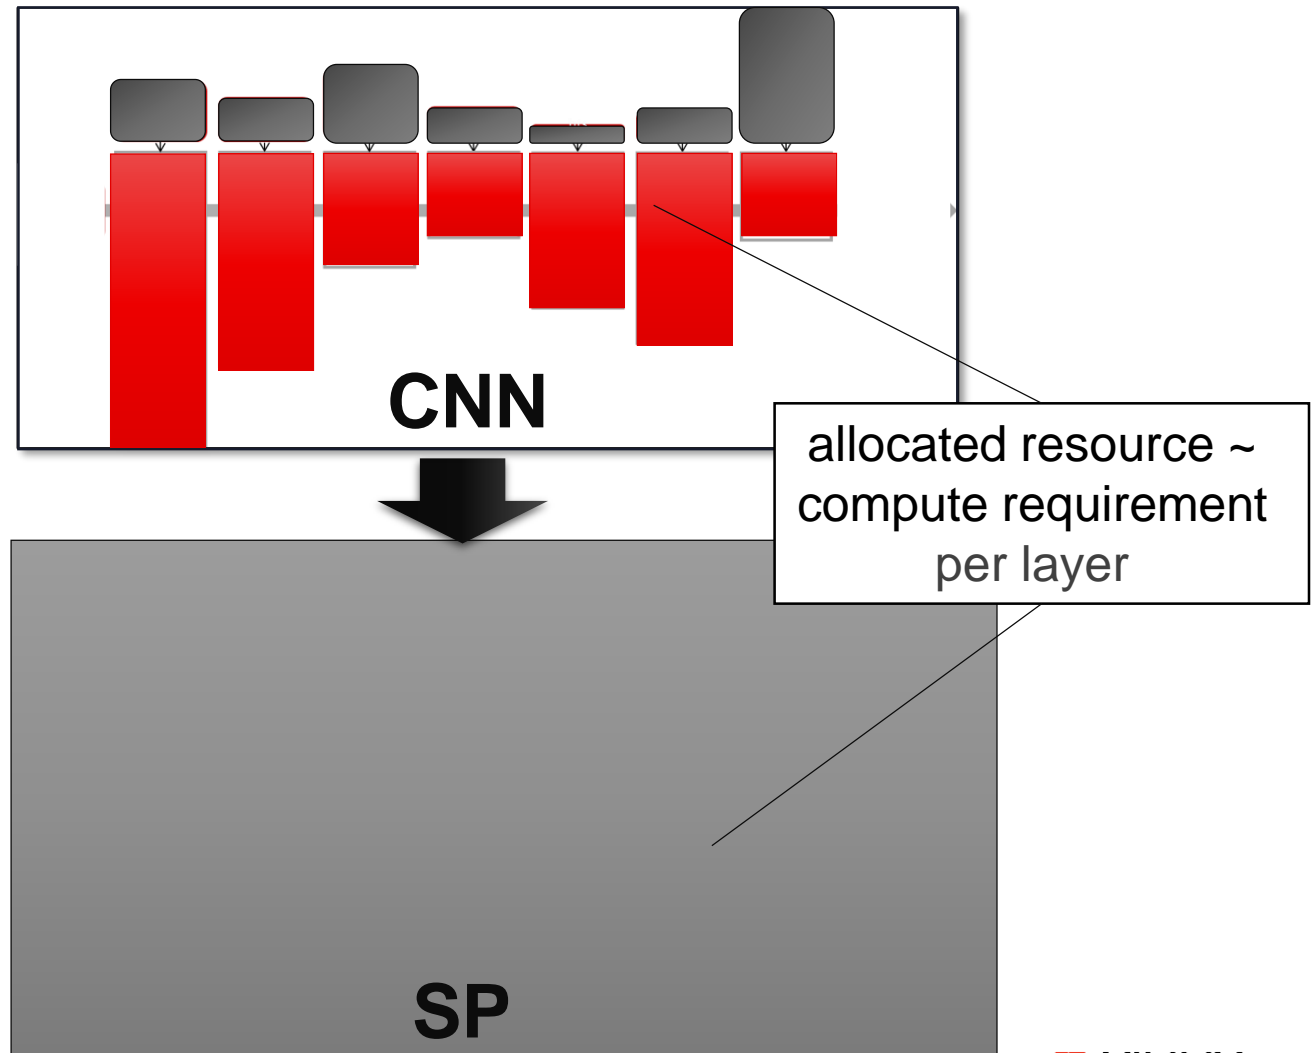 CNN
allocated resource ~
compute requirement
per layer
SP